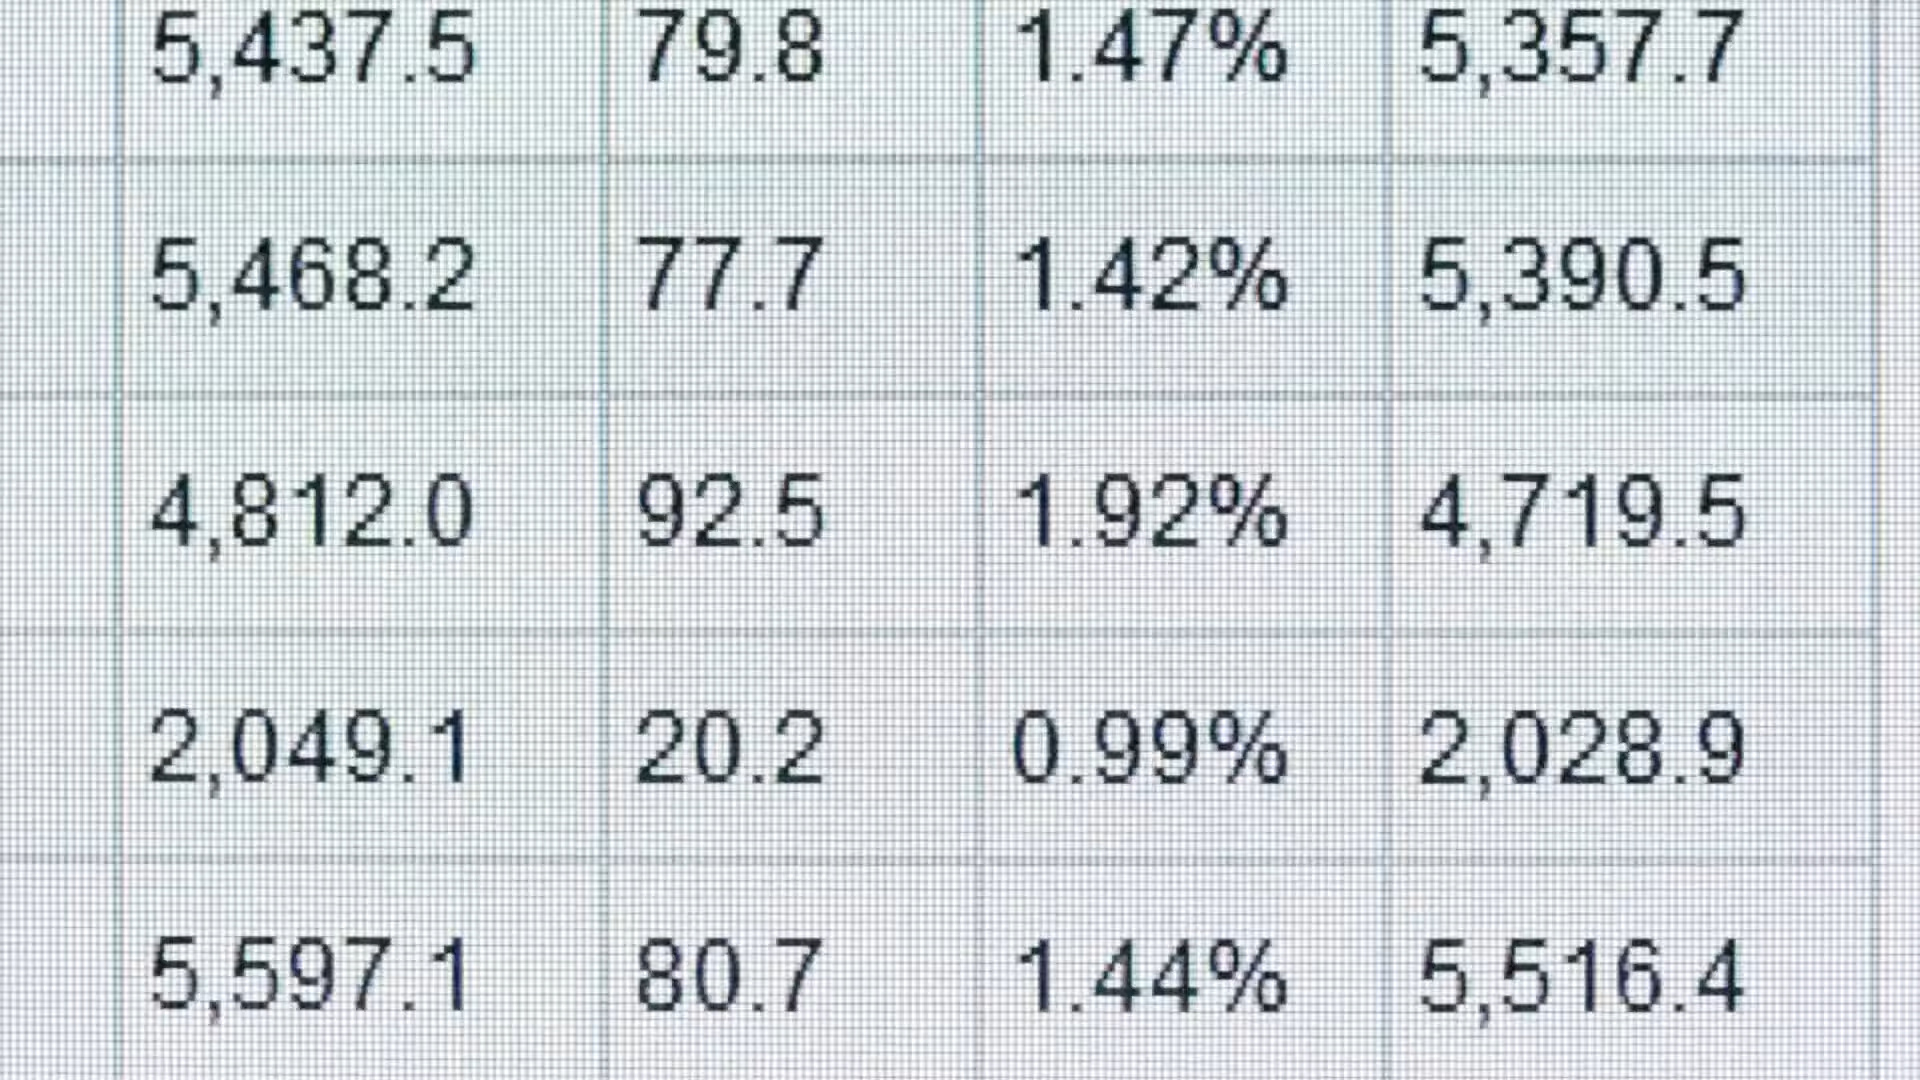 5,437.5 79.8 1.47% 5,357.7
5,468.2 77.7 1.42% 5,390.5
4,812.0 92.5 1.92% 4,719.5
2,049.1 20.2 0.99% 2,028.9
5,597.1 80.7 1.44% 5,516.4